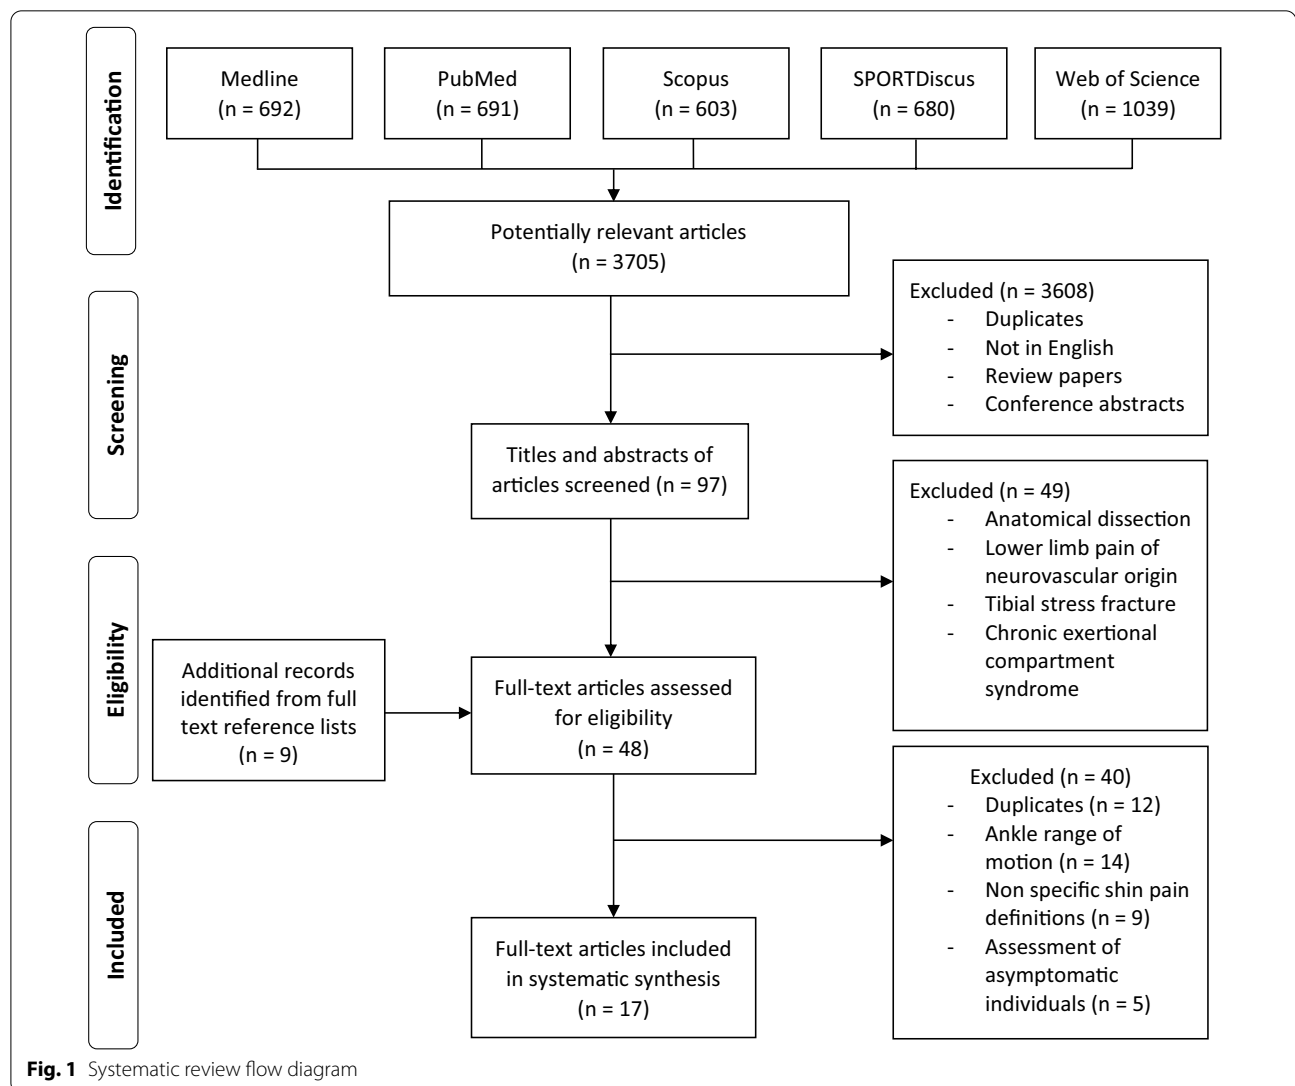 Identification
Medline
(n = 692)
PubMed
(n = 691)
Scopus
(n = 603)
SPORTDiscus
(n = 680)
Web of Science
(n = 1039)
Potentially relevant articles
(n = 3705)
Screening
Excluded (n = 3608)
- Duplicates
- Not in English
- Review papers
- Conference abstracts
Titles and abstracts of
articles screened (n = 97)
Eligibility
Excluded (n = 49)
- Anatomical dissection
- Lower limb pain of
neurovascular origin
- Tibial stress fracture
- Chronic exertional
compartment
syndrome
Additional records
identified from full
text reference lists
(n = 9)
Full-text articles assessed
for eligibility
(n = 48)
Included
Excluded (n = 40)
- Duplicates (n = 12)
- Ankle range of
motion (n = 14)
- Non specific shin pain
definitions (n = 9)
- Assessment of
asymptomatic
individuals (n = 5)
Full-text articles included
in systematic synthesis
(n = 17)
Fig. 1 Systematic review flow diagram